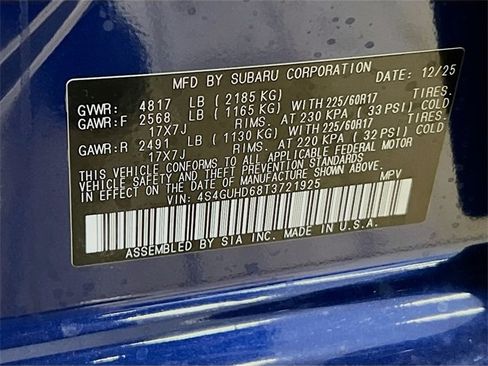 MFD BY SUBARU CORPORATION DATE: 12/25
GVWR: 4817 LB ( 2185 KG)
GAWR:F 2568 LB ( 1165 KG) WITH 225/60R17 TIRES.
17X7J RIMS. AT 230 KPA ( 33 PSI) COLD
GAWR:R 2491 LB ( 1130 KG) WITH 225/60R17 TIRES.
17X7J RIMS. AT 220 KPA ( 32 PSI) COLD
THIS VEHICLE CONFORMS TO ALL APPLICABLE FEDERAL MOTOR
VEHICLE SAFETY AND THEFT PREVENTION STANDARDS
IN EFFECT ON THE DATE OF MANUFACTURE SHOWN ABOVE.
VIN: 4S4GUHD68T3721925 MPV
ASSEMBLED BY SIA INC. MADE IN U.S.A.